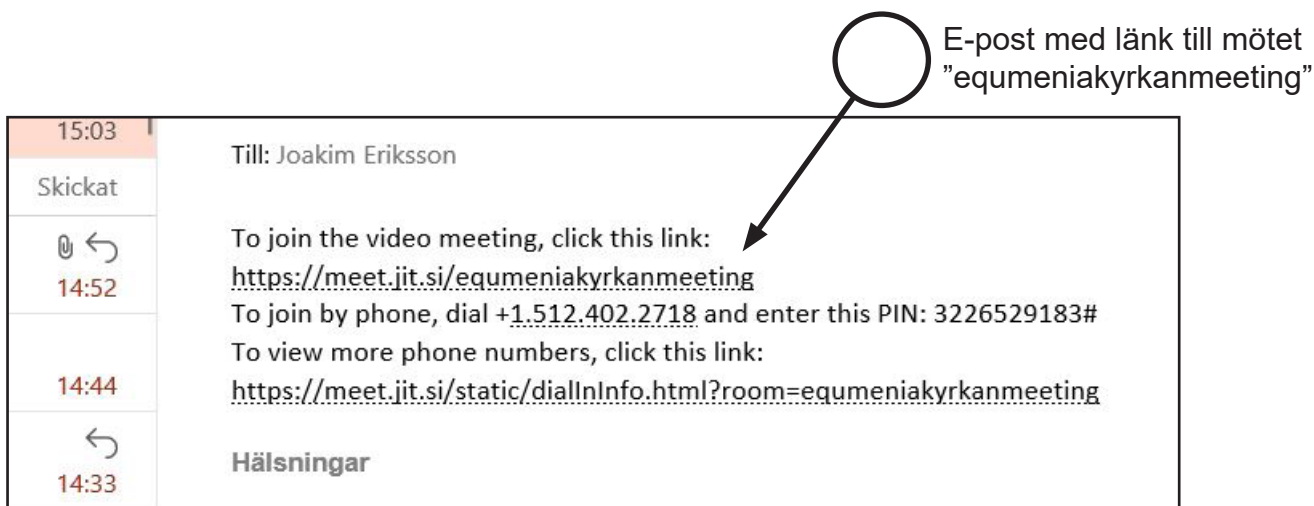 E-post med länk till mötet
”equmeniakyrkanmeeting”
15:03
Skickat
14:52
14:44
14:33
Till: Joakim Eriksson
To join the video meeting, click this link:
https://meet.jit.si/equmeniakyrkanmeeting
To join by phone, dial +1.512.402.2718 and enter this PIN: 3226529183#
To view more phone numbers, click this link:
https://meet.jit.si/static/dialInInfo.html?room=equmeniakyrkanmeeting
Hälsningar